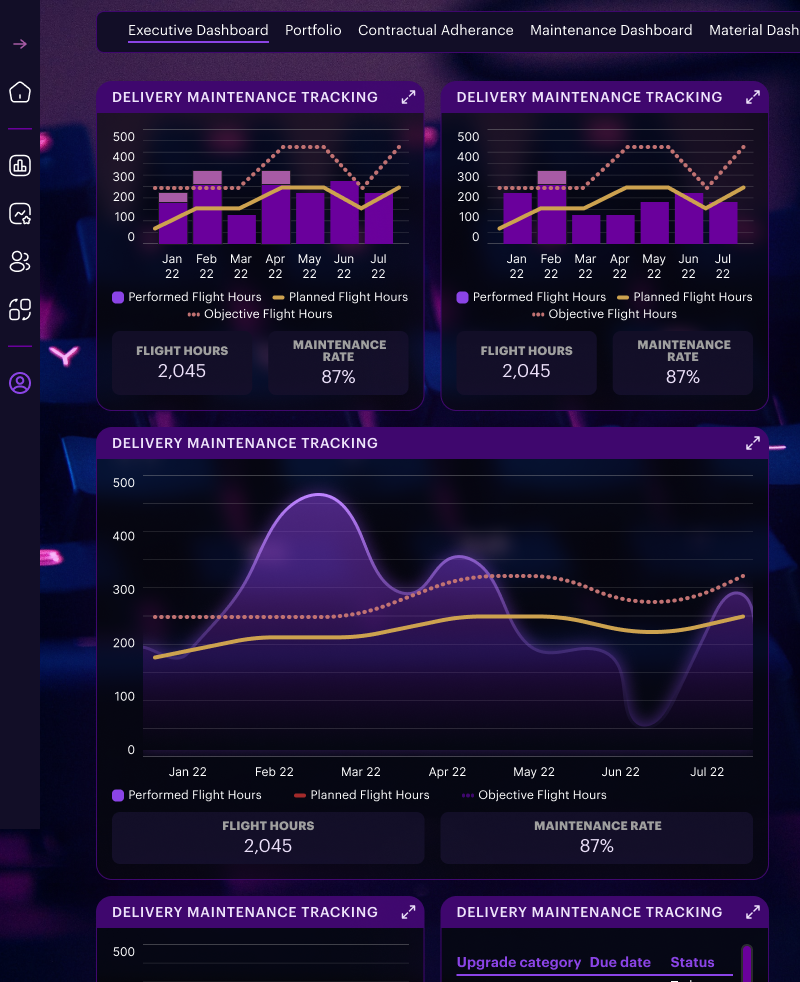 Executive Dashboard Portfolio Contractual Adherance Maintenance Dashboard Material Dash
DELIVERY MAINTENANCE TRACKING
500
400
300
200
100
0
Jan 22 Feb 22 Mar 22 Apr 22 May 22 Jun 22 Jul 22
Performed Flight Hours Planned Flight Hours
Objective Flight Hours
FLIGHT HOURS
2,045
MAINTENANCE
RATE
87%
DELIVERY MAINTENANCE TRACKING
500
400
300
200
100
0
Jan 22 Feb 22 Mar 22 Apr 22 May 22 Jun 22 Jul 22
Performed Flight Hours Planned Flight Hours
Objective Flight Hours
FLIGHT HOURS
2,045
MAINTENANCE
RATE
87%
DELIVERY MAINTENANCE TRACKING
500
400
300
200
100
0
Jan 22 Feb 22 Mar 22 Apr 22 May 22 Jun 22 Jul 22
Performed Flight Hours Planned Flight Hours Objective Flight Hours
FLIGHT HOURS
2,045
MAINTENANCE RATE
87%
DELIVERY MAINTENANCE TRACKING
500
DELIVERY MAINTENANCE TRACKING
Upgrade category Due date Status